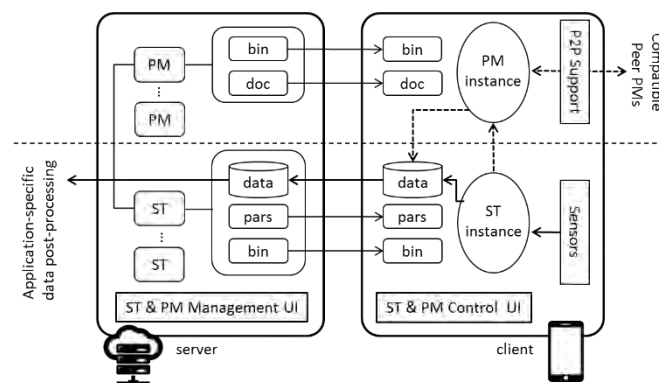 bin
doc
PM
PM
bin
doc
PM
instance
P2P Support
Compatible
Peer PMs
Application-specific
data post-processing
data
pars
bin
ST
ST
data
pars
bin
ST
instance
Sensors
ST & PM Management UI
ST & PM Control UI
server
client